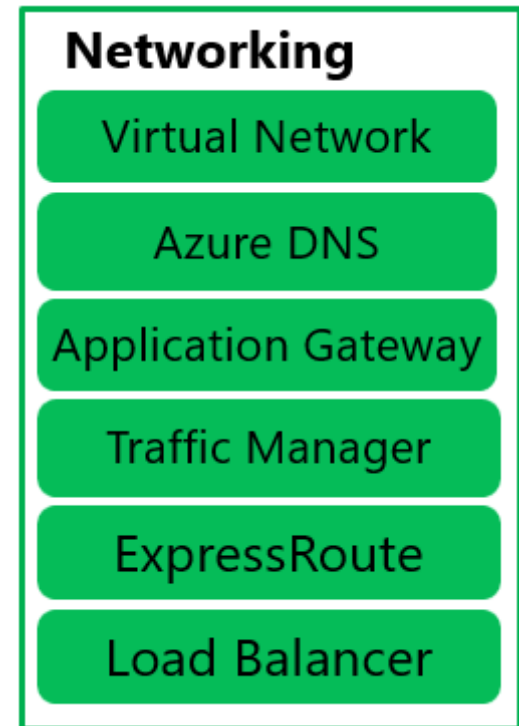 Networking
Virtual Network
Azure DNS
Application Gateway
Traffic Manager
ExpressRoute
Load Balancer